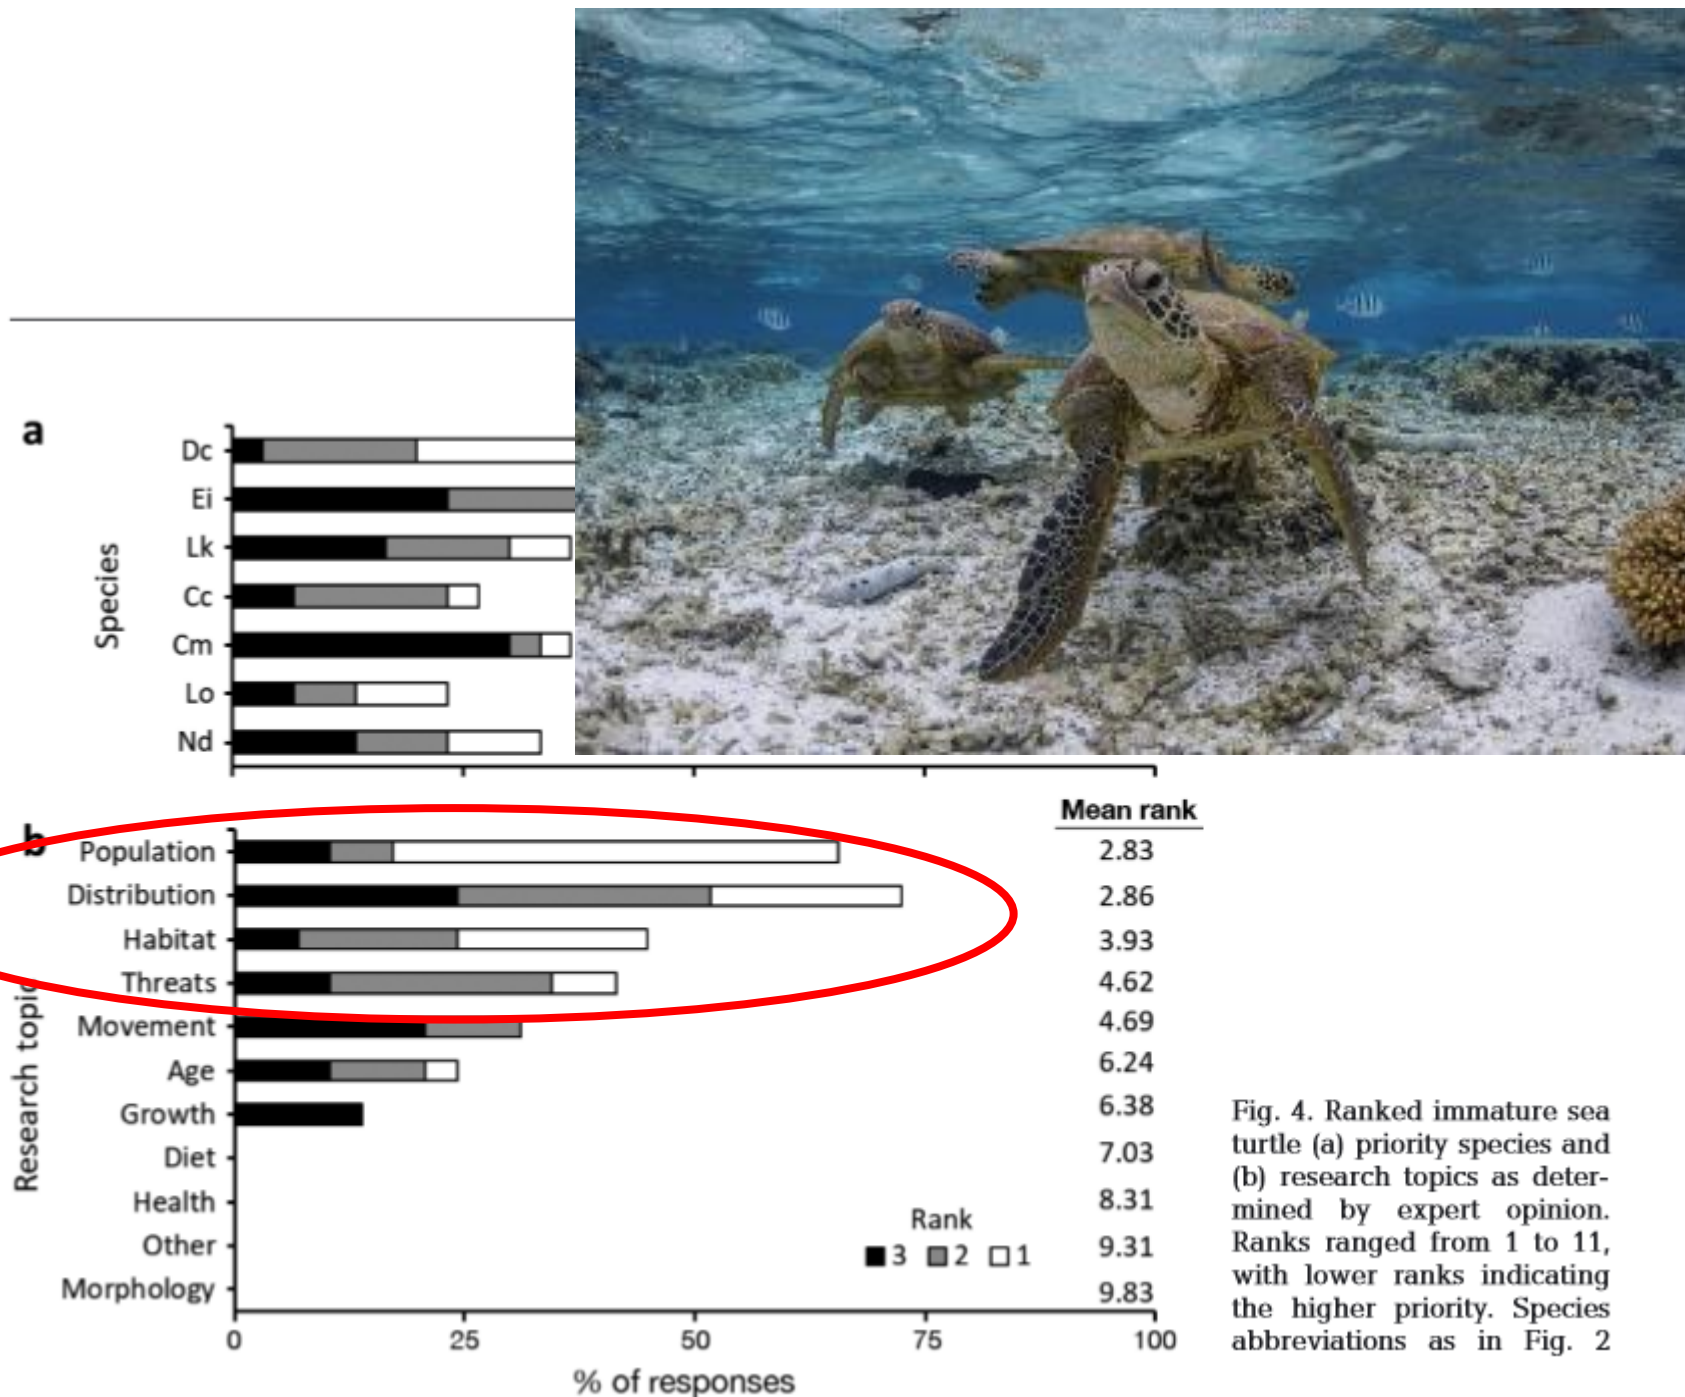 a
Species
Dc
Ei
Lk
Cc
Cm
Lo
Nd
b
Research topic
Mean rank
Population 2.83
Distribution 2.86
Habitat 3.93
Threats 4.62
Movement 4.69
Age 6.24
Growth 6.38
Diet 7.03
Health 8.31
Other 9.31
Morphology 9.83
Rank
3 2 1
0 25 50 75 100
% of responses
Fig. 4. Ranked immature sea
turtle (a) priority species and
(b) research topics as deter-
mined by expert opinion.
Ranks ranged from 1 to 11,
with lower ranks indicating
the higher priority. Species
abbreviations as in Fig. 2